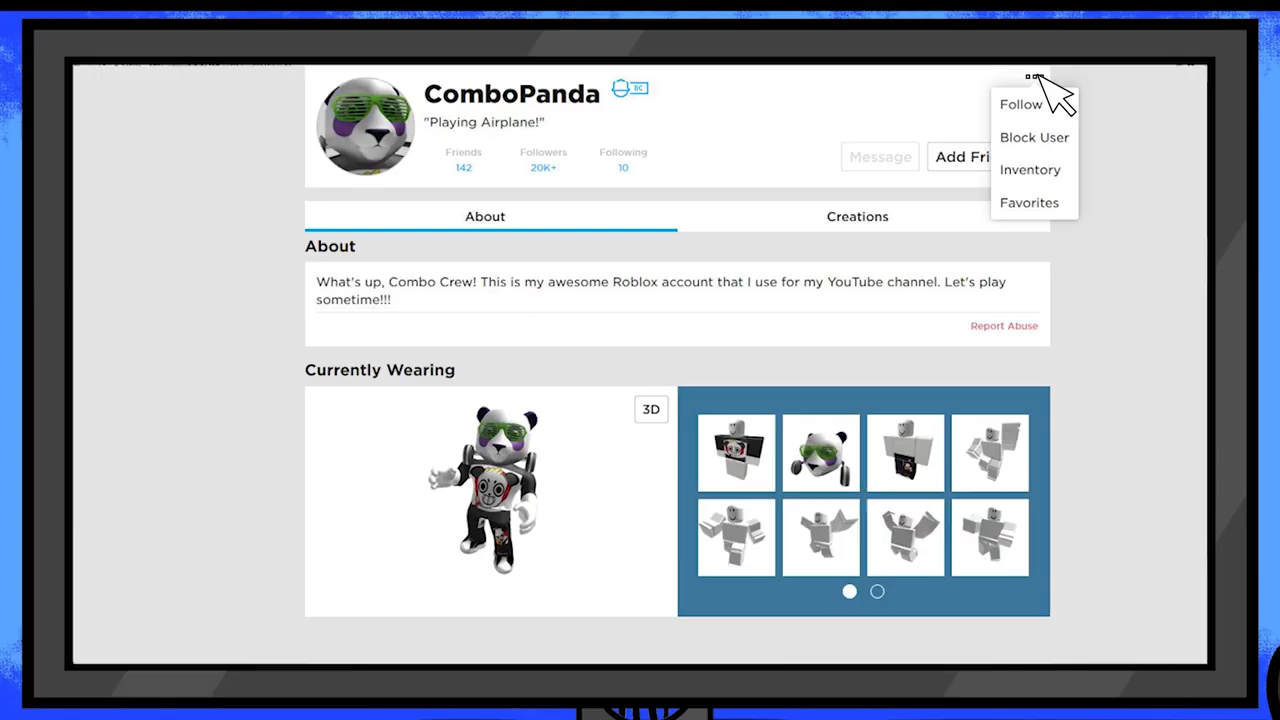 ComboPanda
BC
"Playing Airplane!"
Friends
Followers
Following
142
20K+
10
Message
Add Fri
Follow
Block User
Inventory
Favorites
About
Creations
About
What's up, Combo Crew! This is my awesome Roblox account that I use for my YouTube channel. Let's play
sometime!!!
Report Abuse
Currently Wearing
3D